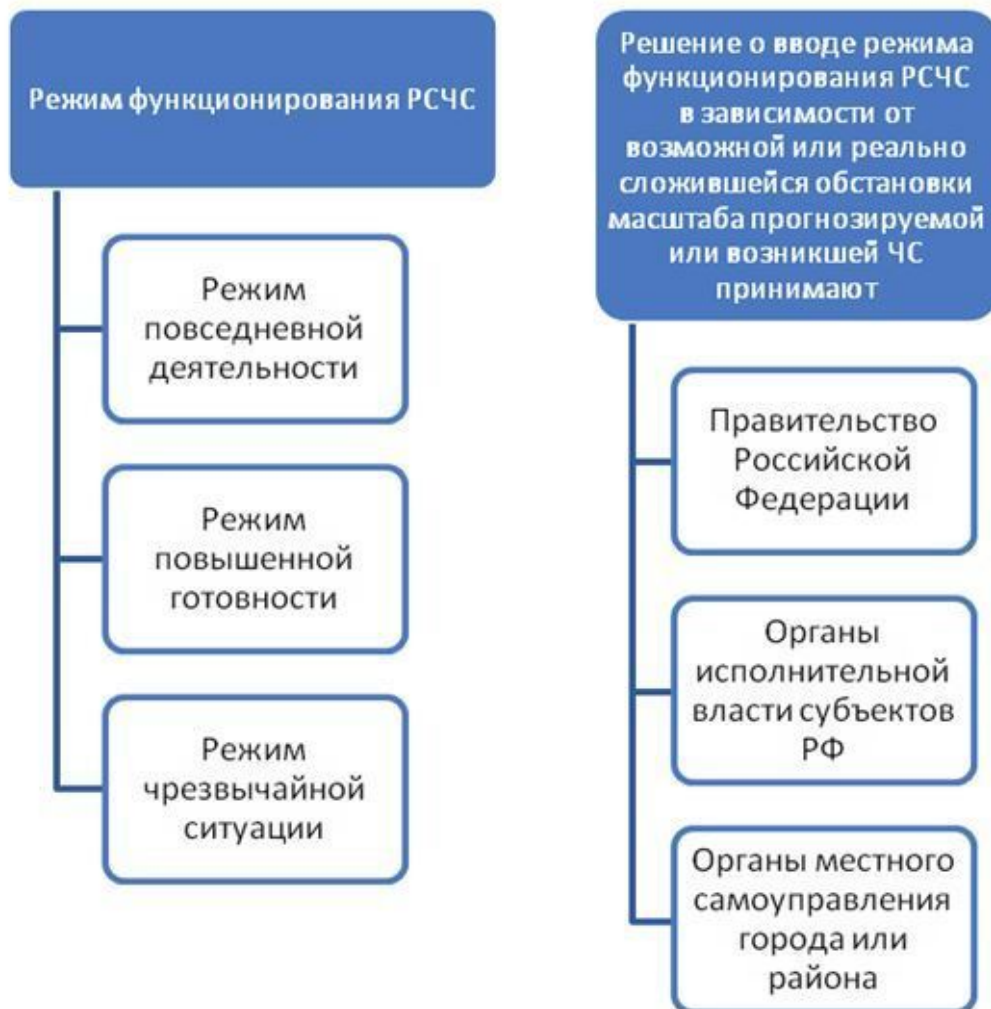 Режим функционирования РСЧС
Режим
повседневной
деятельности
Режим
повышенной
готовности
Режим
чрезвычайной
ситуации
Решение о вводе режима
функционирования РСЧС
в зависимости от
возможной или реально
сложившейся обстановки
масштаба прогнозируемой
или возникшей ЧС
принимают
Правительство
Российской
Федерации
Органы
исполнительной
власти субъектов
РФ
Органы местного
самоуправления
города или
района